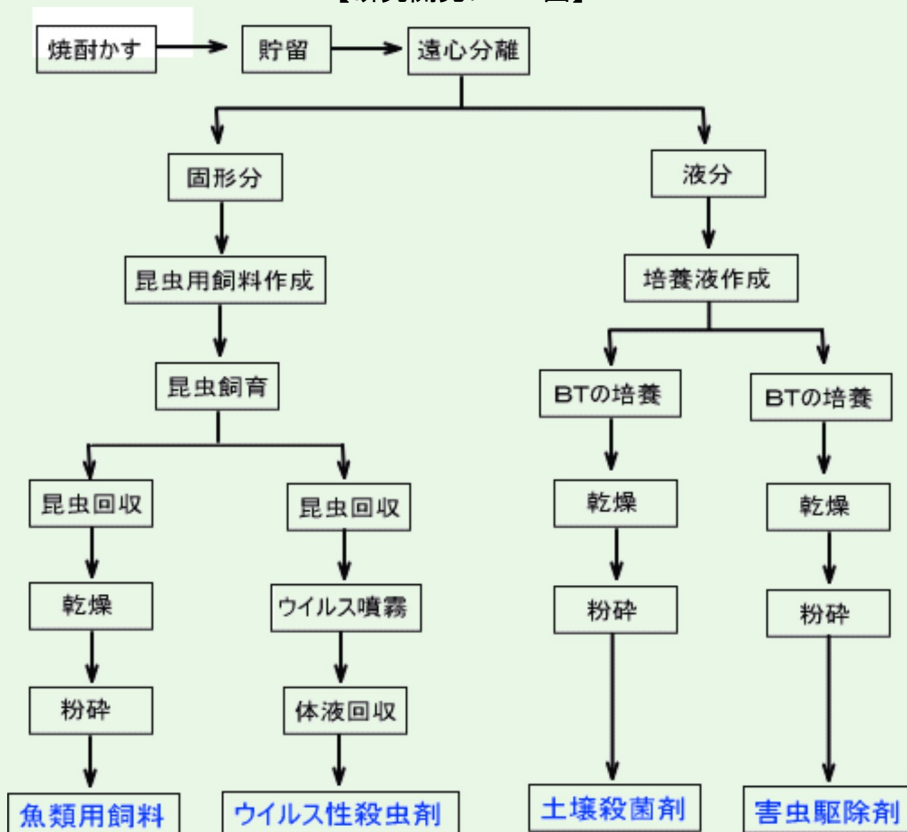 焼酎かす
貯留
遠心分離
固形分
液分
昆虫用飼料作成
培養液作成
昆虫飼育
BTの培養
BTの培養
昆虫回収
昆虫回収
乾燥
乾燥
乾燥
ウイルス噴霧
粉砕
粉砕
粉砕
体液回収
魚類用飼料
ウイルス性殺虫剤
土壌殺菌剤
害虫駆除剤